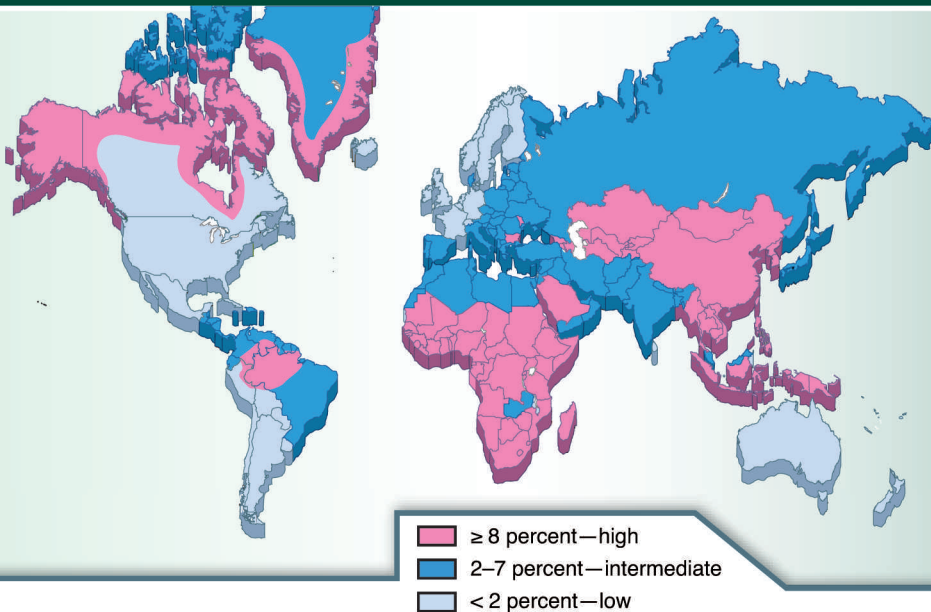 ≥ 8 percent—high
2–7 percent—intermediate
< 2 percent—low